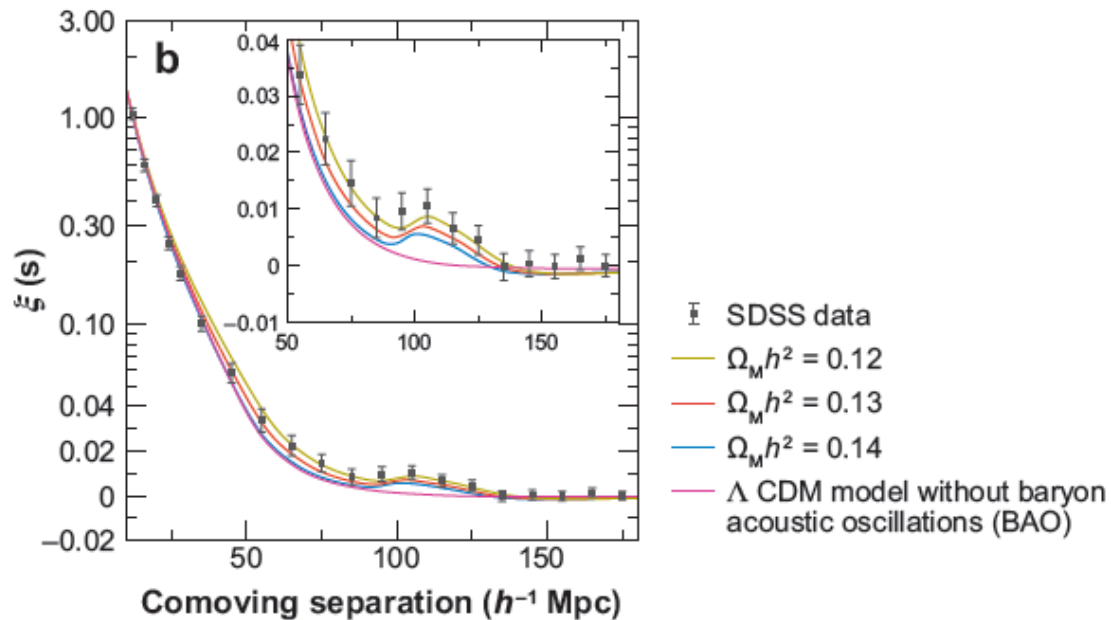 b
3.00
1.00
0.30
0.10
0.04
0.02
0
−0.02
ξ (s)
50
100
150
Comoving separation (h⁻¹ Mpc)
0.04
0.03
0.02
0.01
0
−0.01
50
100
150
SDSS data
Ω_M h² = 0.12
Ω_M h² = 0.13
Ω_M h² = 0.14
Λ CDM model without baryon
acoustic oscillations (BAO)